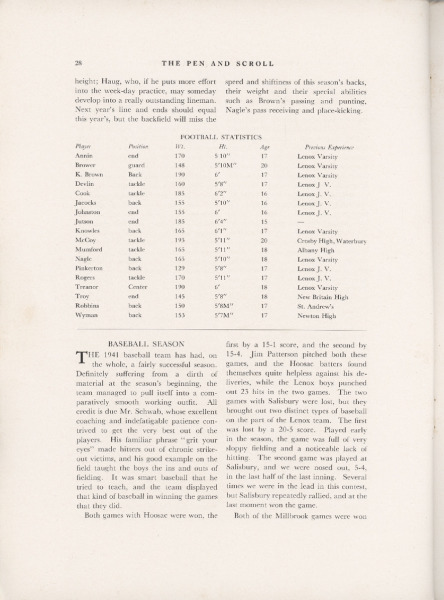 28
THE PEN AND SCROLL
height; Haug, who, if he puts more effort
into the week-day practice, may someday
develop into a really outstanding lineman.
Next year's line and ends should equal
this year's, but the backfield will miss the
speed and shiftiness of this season's backs,
their weight and their special abilities
such as Brown's passing and punting,
Nagle's pass receiving and place-kicking.
FOOTBALL STATISTICS
Player Position Wt. Ht. Age Previous Experience
Annin end 170 5 10" 17 Lenox Varsity
Brewer guard 148 5'10M" 20 Lenox Varsity
K. Brown Back 190 6' 17 Lenox Varsity
Devlin tackle 160 5'8" 17 Lenox J. V.
Cook tackle 185 6'2" 16 Lenox J. V.
Jacocks back 155 5'10" 16 Lenox J. V.
Johnston end 155 6' 16 Lenox J. V.
Jutson end 185 6'4" 15 —
Knowles back 165 6'1" 17 Lenox Varsity
McCoy tackle 195 5'11" 20 Crosby High, Waterbury
Mumford tackle 165 5'11" 18 Albany High
Nagle back 165 5'10" 18 Lenox Varsity
Pinkerton back 129 5'8" 17 Lenox J. V.
Rogers tackle 170 5'11" 17 Lenox J. V.
Treanor Center 190 6' 18 Lenox Varsity
Troy end 145 5'8" 18 New Britain High
Robbins back 150 5'8M" 17 St. Andrew's
Wyman back 153 5'7M" 17 Newton High
BASEBALL SEASON
THE 1941 baseball team has had, on
the whole, a fairly successful season.
Definitely suffering from a dirth of
material at the season's beginning, the
team managed to pull itself into a com-
paratively smooth working outfit. All
credit is due Mr. Schwab, whose excellent
coaching and indefatigable patience con-
trived to get the very best out of the
players. His familiar phrase "grit your
eyes" made hitters out of chronic strike-
out victims, and his good example on the
field taught the boys the ins and outs of
fielding. It was smart baseball that he
tried to teach, and the team displayed
that kind of baseball in winning the games
that they did.
Both games with Hoosac were won, the
first by a 15-1 score, and the second by
15-4. Jim Patterson pitched both these
games, and the Hoosac batters found
themselves quite helpless against his de-
liveries, while the Lenox boys punched
out 23 hits in the two games. The two
games with Salisbury were lost, but they
brought out two distinct types of baseball
on the part of the Lenox team. The first
was lost by a 20-5 score. Played early
in the season, the game was full of very
sloppy fielding and a noticeable lack of
hitting. The second game was played at
Salisbury, and we were nosed out, 5-4,
in the last half of the last inning. Several
times we were in the lead in this contest,
but Salisbury repeatedly rallied, and at the
last moment won the game.
Both of the Millbrook games were won